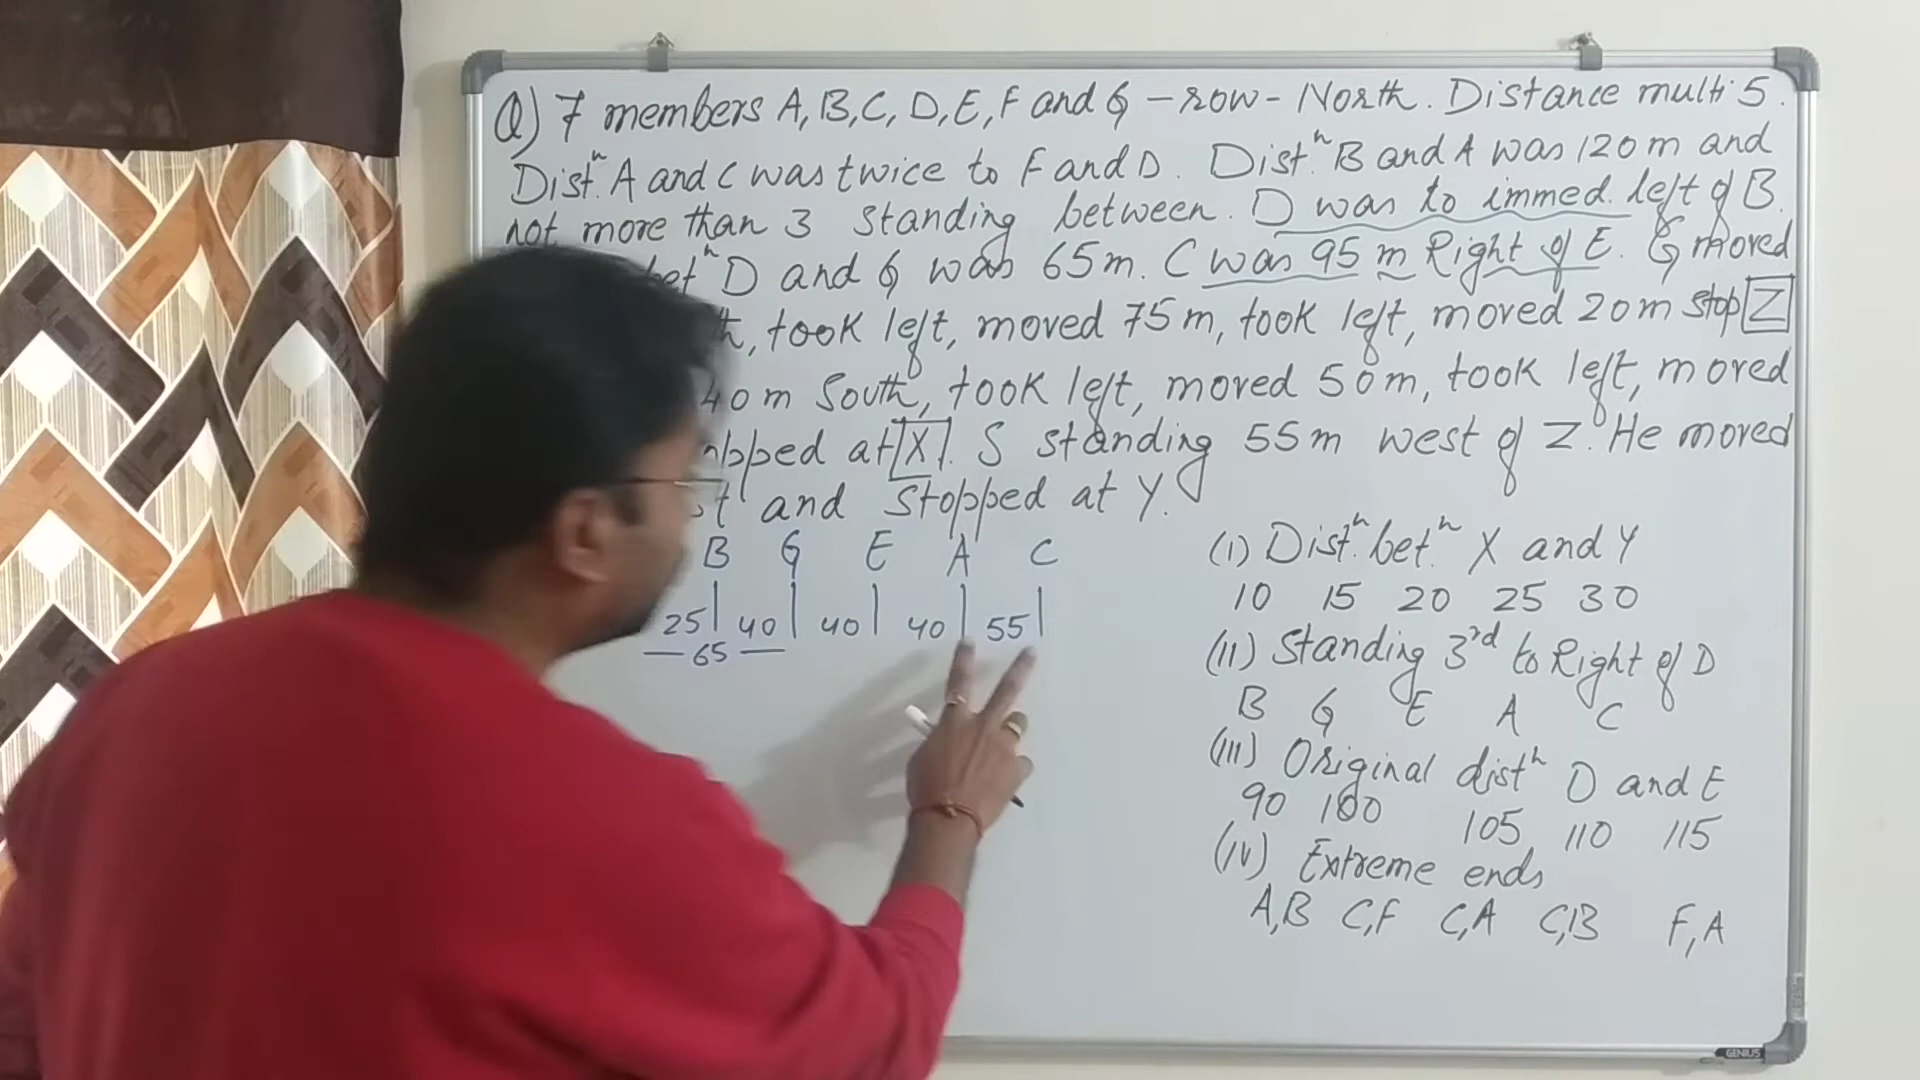 Q) 7 members A, B, C, D, E, F and G - row - North. Distance multi 5.
Dist.ⁿ A and C was twice to F and D. Dist.ⁿ B and A was 120 m and
not more than 3 standing between. D was to immed. left of B.
betⁿ D and G was 65m. C was 95 m Right of E. G moved
took left, moved 75 m, took left, moved 20 m stop Z
40 m South, took left, moved 50 m, took left, moved
at X. S standing 55 m west of Z. He moved
and stopped at Y.
B G E A C
25 40 40 40 55
65
(I) Dist.ⁿ bet.ⁿ X and Y
10 15 20 25 30
(II) Standing 3rd to Right of D
B G E A C
(III) Original distⁿ D and E
90 100 105 110 115
(IV) Extreme ends
A,B C,F C,A C,B F,A
GENIUS